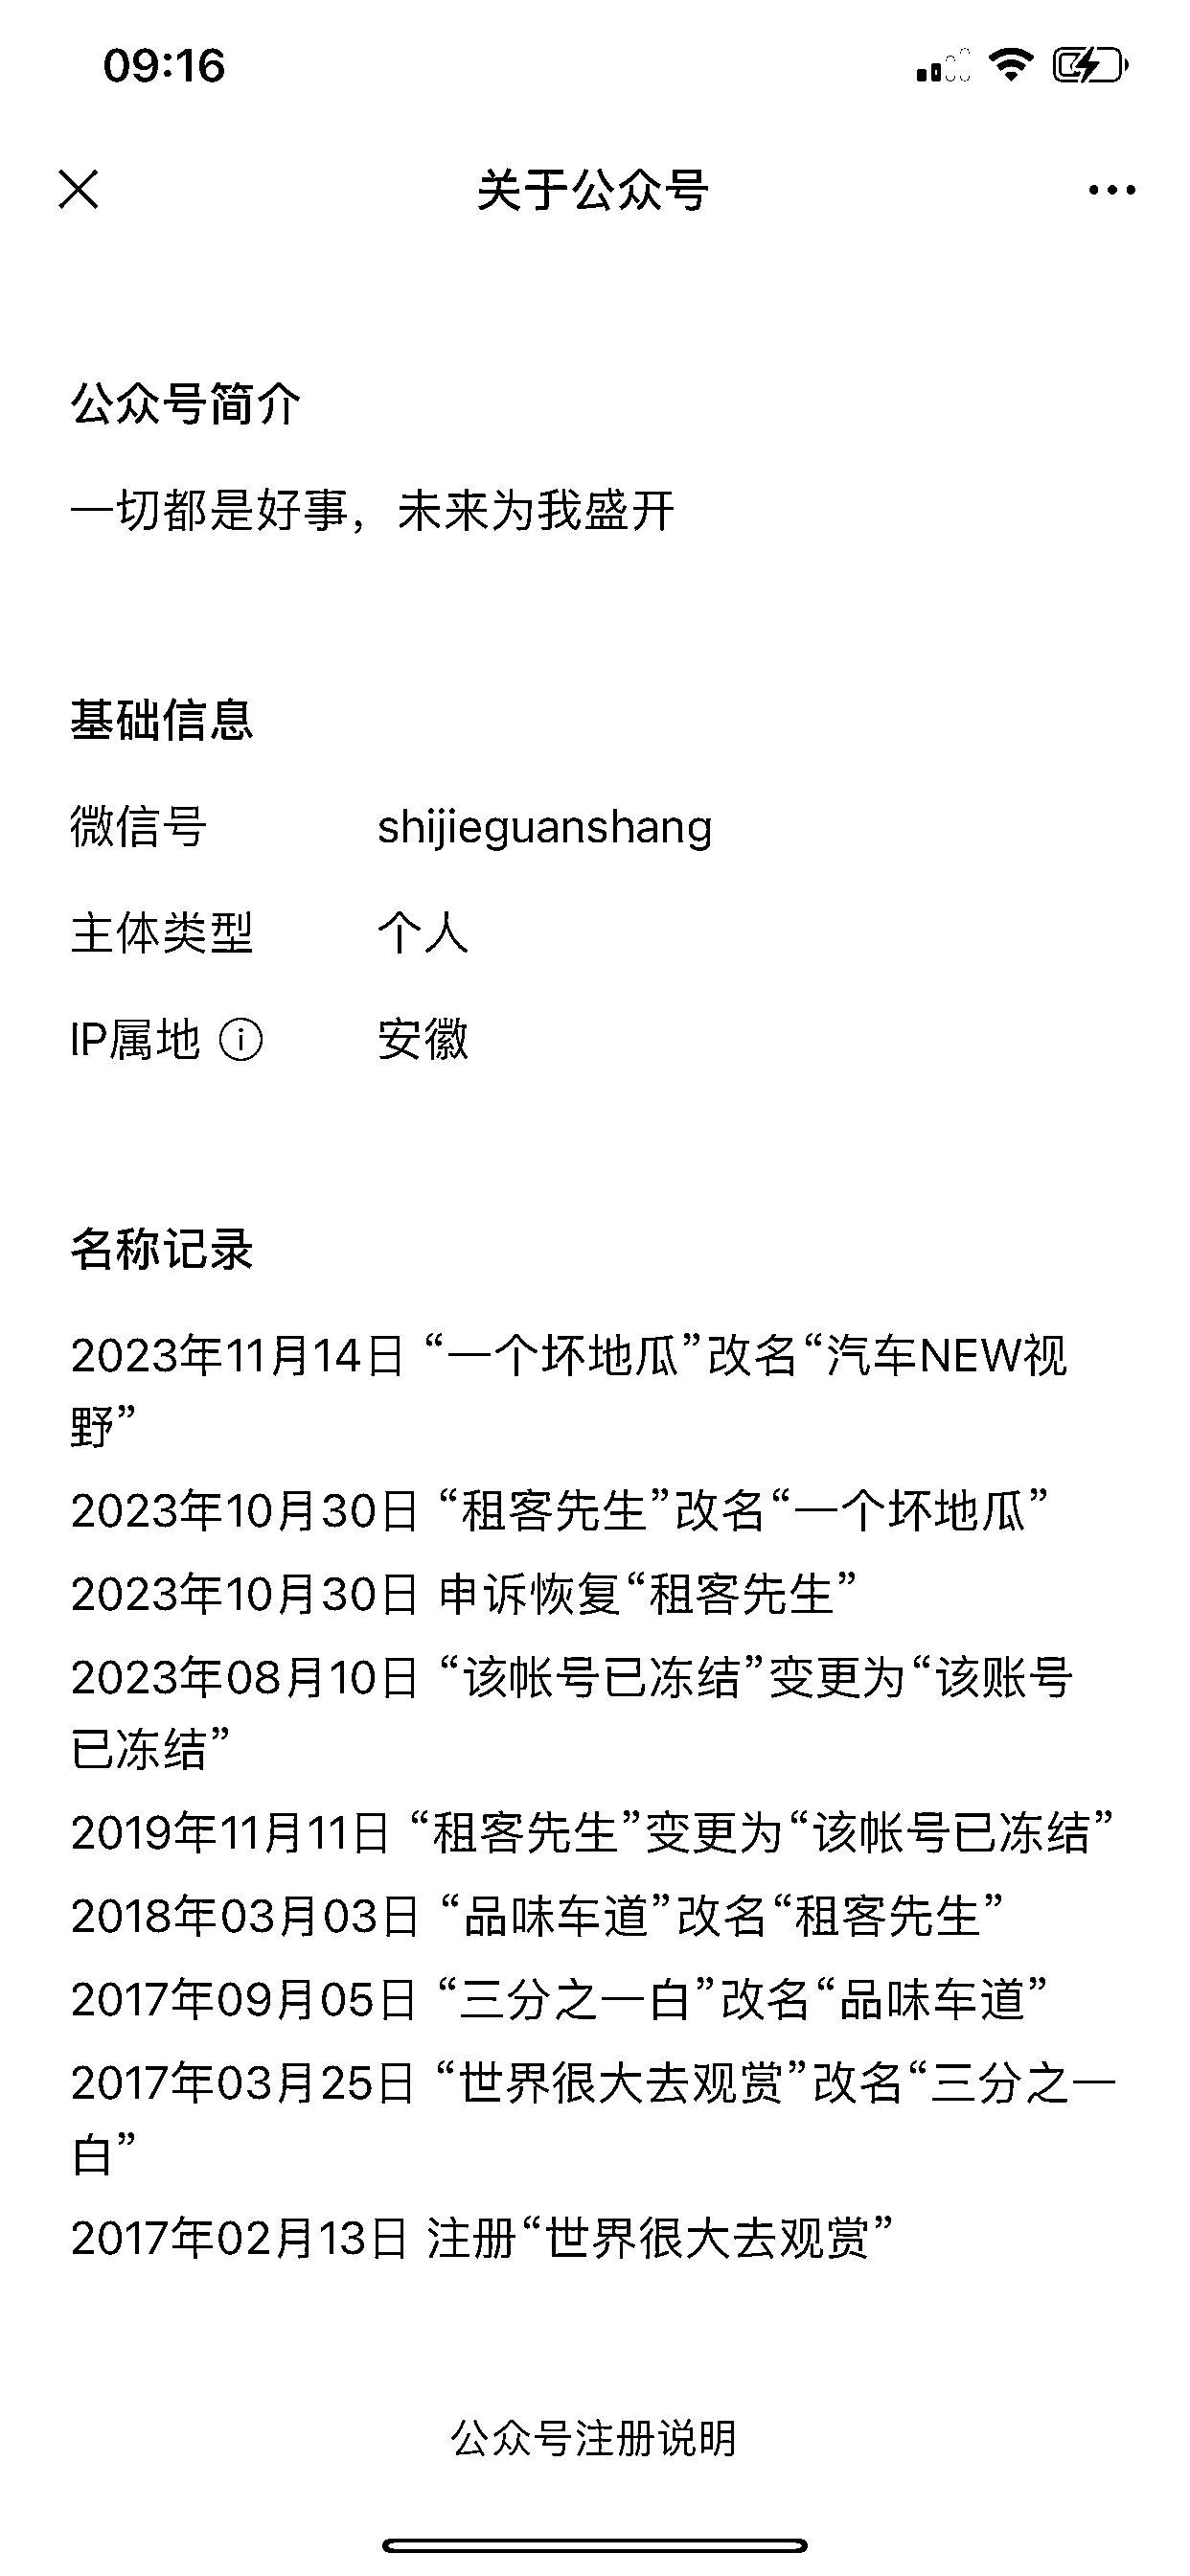 09:16
关于公众号
公众号简介
一切都是好事，未来为我盛开
基础信息
微信号 shijieguanshang
主体类型 个人
IP属地 安徽
名称记录
2023年11月14日 “一个坏地瓜”改名“汽车NEW视
野”
2023年10月30日 “租客先生”改名“一个坏地瓜”
2023年10月30日 申诉恢复“租客先生”
2023年08月10日 “该帐号已冻结”变更为“该账号
已冻结”
2019年11月11日 “租客先生”变更为“该帐号已冻结”
2018年03月03日 “品味车道”改名“租客先生”
2017年09月05日 “三分之一白”改名“品味车道”
2017年03月25日 “世界很大去观赏”改名“三分之一
白”
2017年02月13日 注册“世界很大去观赏”
公众号注册说明